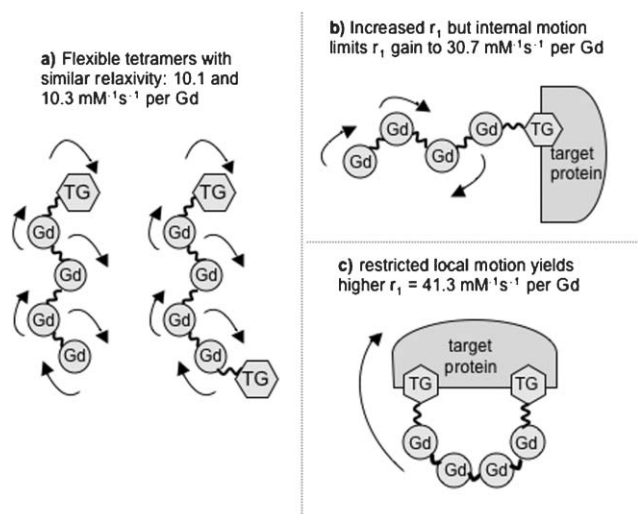 a) Flexible tetramers with
similar relaxivity: 10.1 and
10.3 mM⁻¹s⁻¹ per Gd
TG
Gd
Gd
Gd
Gd
TG
Gd
Gd
Gd
Gd
TG
b) Increased r₁ but internal motion
limits r₁ gain to 30.7 mM⁻¹s⁻¹ per Gd
Gd
Gd
Gd
Gd
TG
target
protein
c) restricted local motion yields
higher r₁ = 41.3 mM⁻¹s⁻¹ per Gd
target
protein
TG
TG
Gd
Gd
Gd
Gd